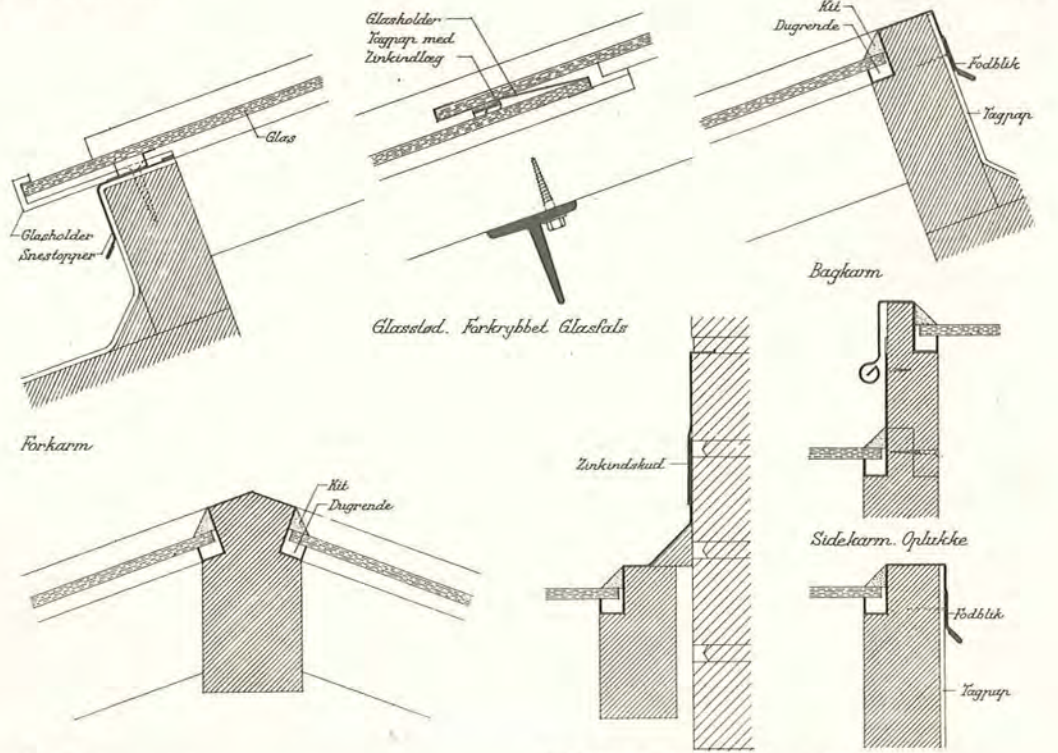 Glas
Glasholder
Snestopper
Forkarm
Glasholder
Tagpap med
Zinkindlæg
Glasstød. Forkrybbet Glasfals
Kit
Dugrende
Fodblik
Tagpap
Bagkarm
Kit
Dugrende
Zinkindskud
Sidekarm. Oplukke
Fodblik
Tagpap